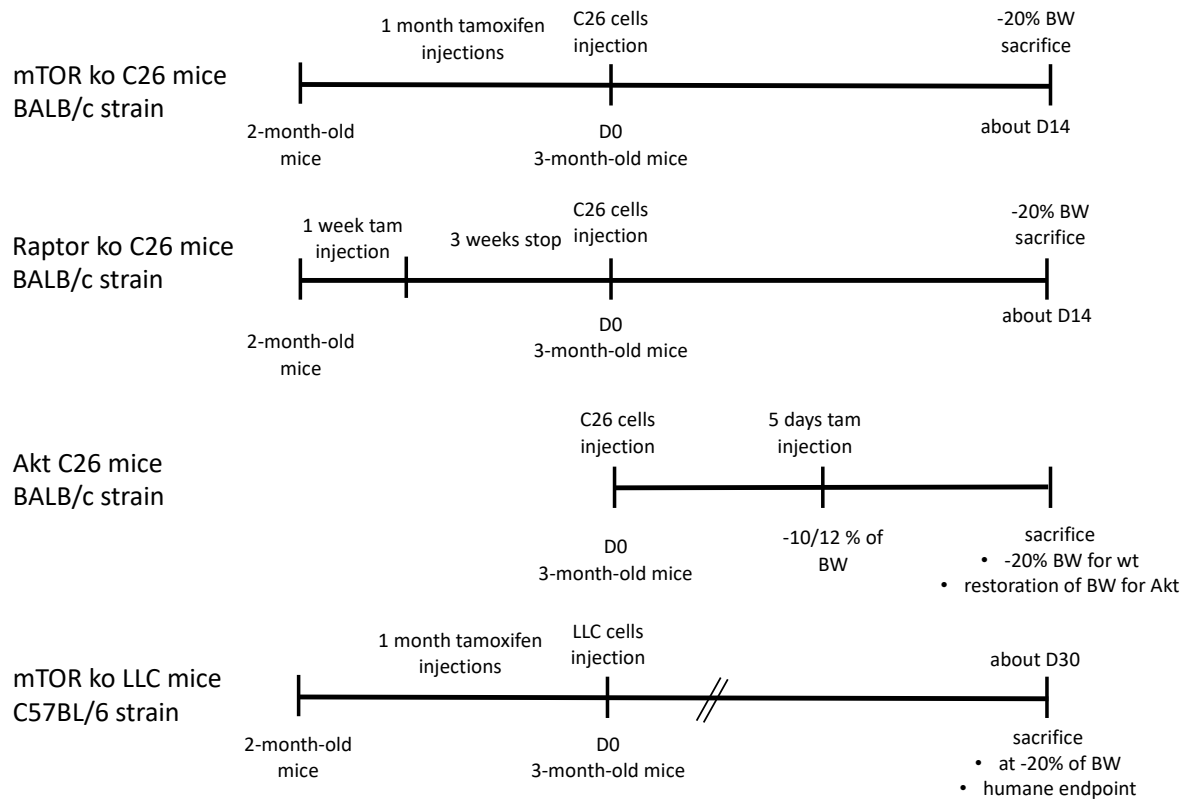 mTOR ko C26 mice
BALB/c strain
1 month tamoxifen
injections
C26 cells
injection
-20% BW
sacrifice
2-month-old
mice
D0
3-month-old mice
about D14
Raptor ko C26 mice
BALB/c strain
1 week tam
injection
3 weeks stop
C26 cells
injection
-20% BW
sacrifice
2-month-old
mice
D0
3-month-old mice
about D14
Akt C26 mice
BALB/c strain
C26 cells
injection
5 days tam
injection
D0
3-month-old mice
-10/12 % of
BW
sacrifice
• -20% BW for wt
• restoration of BW for Akt
mTOR ko LLC mice
C57BL/6 strain
1 month tamoxifen
injections
LLC cells
injection
about D30
2-month-old
mice
D0
3-month-old mice
sacrifice
• at -20% of BW
• humane endpoint